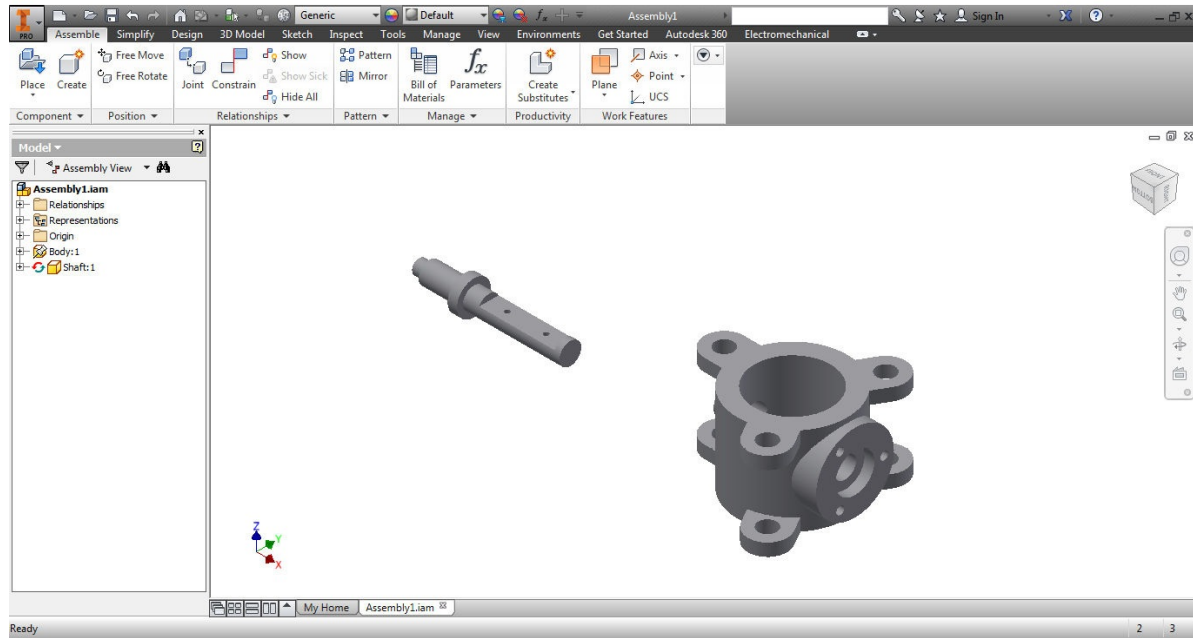 PRO
Generic
Default
Assembly1
Sign In
Assemble Simplify Design 3D Model Sketch Inspect Tools Manage View Environments Get Started Autodesk 360 Electromechanical
Place
Create
Free Move
Free Rotate
Joint
Constrain
Show
Show Sick
Hide All
Pattern
Mirror
Bill of
Materials
fx
Parameters
Create
Substitutes
Plane
Axis
Point
UCS
Component Position Relationships Pattern Manage Productivity Work Features
Model
Assembly View
Assembly1.iam
Relationships
Representations
Origin
Body:1
Shaft:1
Z
Y
X
My Home Assembly1.iam
Ready
2 3